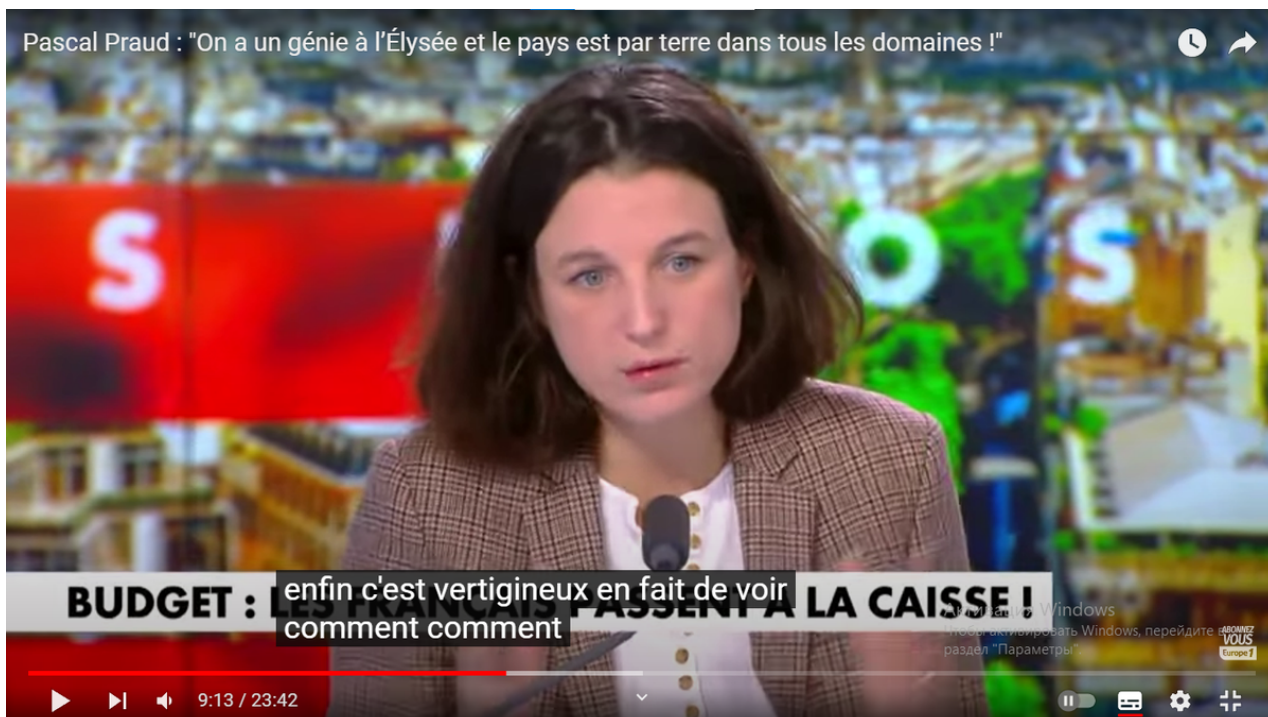 Pascal Praud : "On a un génie à l'Élysée et le pays est par terre dans tous les domaines !"
S O S
BUDGET : LES FRANÇAIS PASSENT À LA CAISSE !
enfin c'est vertigineux en fait de voir
comment comment
Активация Windows
Чтобы активировать Windows, перейдите в
раздел "Параметры".
ABONNEZ
VOUS
Europe 1
9:13 / 23:42